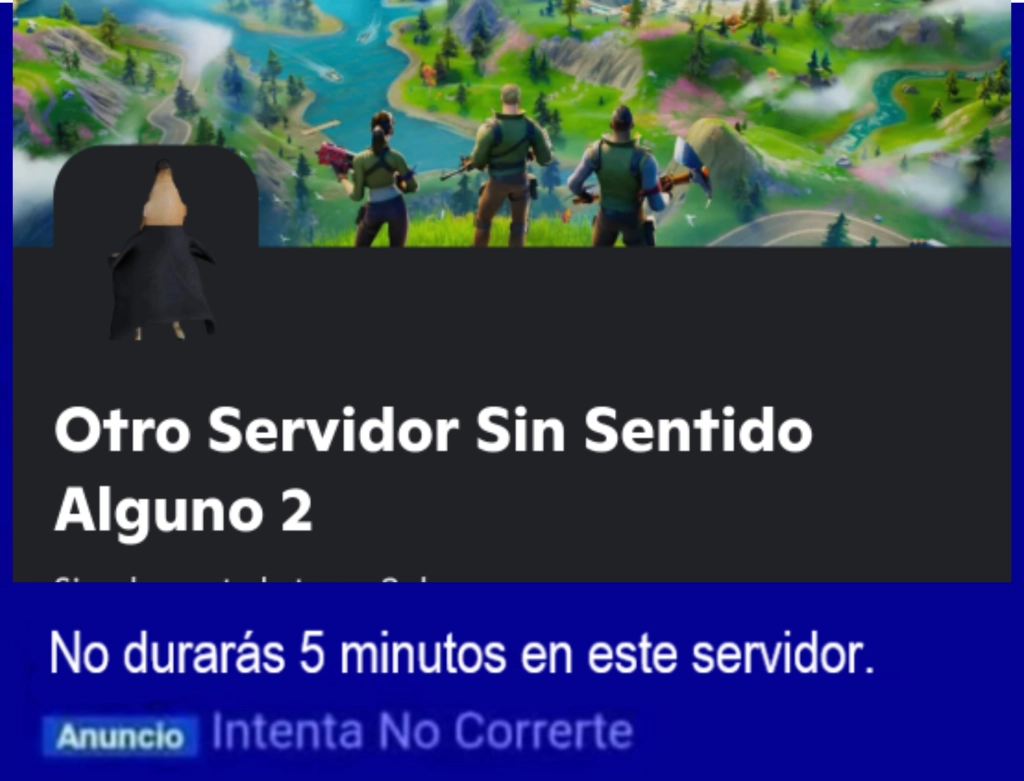 Otro Servidor Sin Sentido
Alguno 2
No durarás 5 minutos en este servidor.
Anuncio Intenta No Correrte